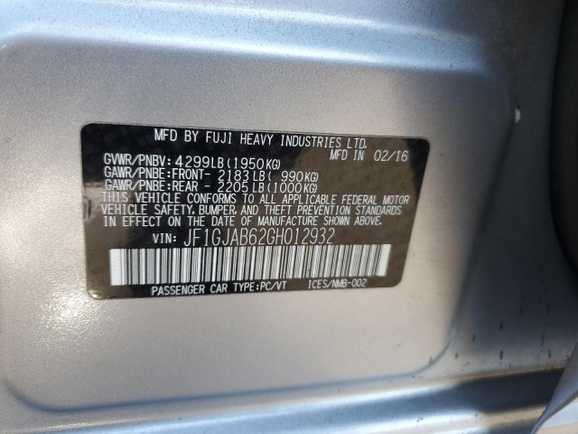 MFD BY FUJI HEAVY INDUSTRIES LTD.
GVWR/PNBV: 4299LB(1950KG) MFD IN 02/16
GAWR/PNBE:FRONT- 2183LB( 990KG)
GAWR/PNBE:REAR - 2205LB(1000KG)
THIS VEHICLE CONFORMS TO ALL APPLICABLE FEDERAL MOTOR
VEHICLE SAFETY, BUMPER, AND THEFT PREVENTION STANDARDS
IN EFFECT ON THE DATE OF MANUFACTURE SHOWN ABOVE.
VIN: JF1GJAB62GH012932
PASSENGER CAR TYPE:PC/VT ICES/NMB-002